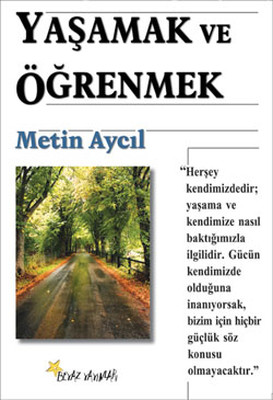 YAŞAMAK VE
ÖĞRENMEK
Metin Aycıl
“Herşey
kendimizdedir;
yaşama ve
kendimize nasıl
baktığımızla
ilgilidir. Gücün
kendimizde
olduğuna
inanıyorsak,
bizim için hiçbir
güçlük söz
konusu
olmayacaktır.”
BEYAZ YAYINLARI